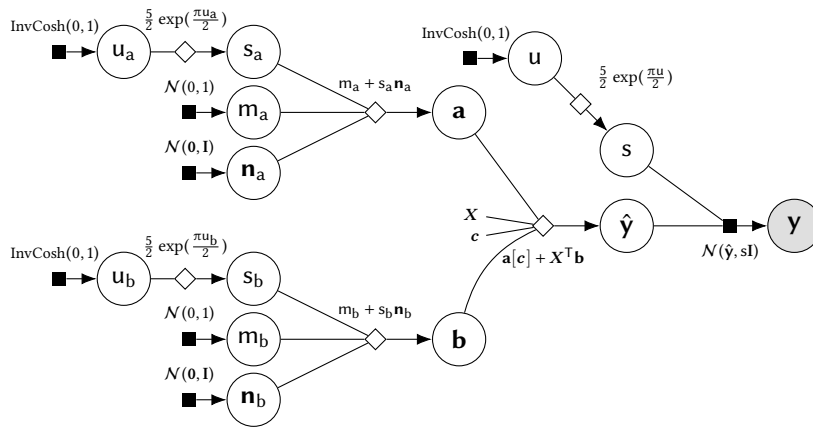 InvCosh(0, 1)
u_a
5/2 exp(πu_a/2)
s_a
N(0, 1)
m_a
N(0, I)
n_a
m_a + s_a n_a
a
InvCosh(0, 1)
u
5/2 exp(πu/2)
s
X
c
a[c] + X^⊤ b
ŷ
N(ŷ, sI)
y
InvCosh(0, 1)
u_b
5/2 exp(πu_b/2)
s_b
N(0, 1)
m_b
N(0, I)
n_b
m_b + s_b n_b
b